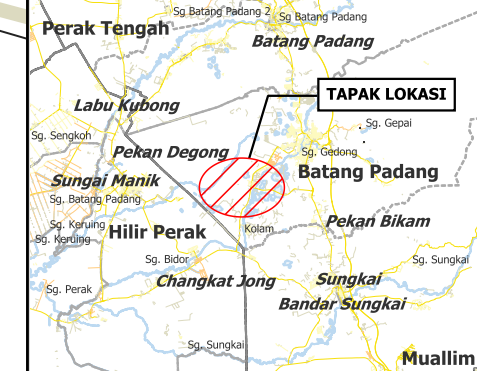 Sg Batang Padang 2
Sg Batang Padang
Perak Tengah
Batang Padang
TAPAK LOKASI
Labu Kubong
Sg. Gepai
Sg. Sengkoh
Pekan Degong
Sg. Gedong
Batang Padang
Sungai Manik
Sg. Batang Padang
Pekan Bikam
Sg. Keruing
Hilir Perak
Kolam
Sg. Keruing
Sg. Bidor
Sg. Sungkai
Changkat Jong
Sungkai
Sg. Perak
Bandar Sungkai
Sg. Sungkai
Muallim